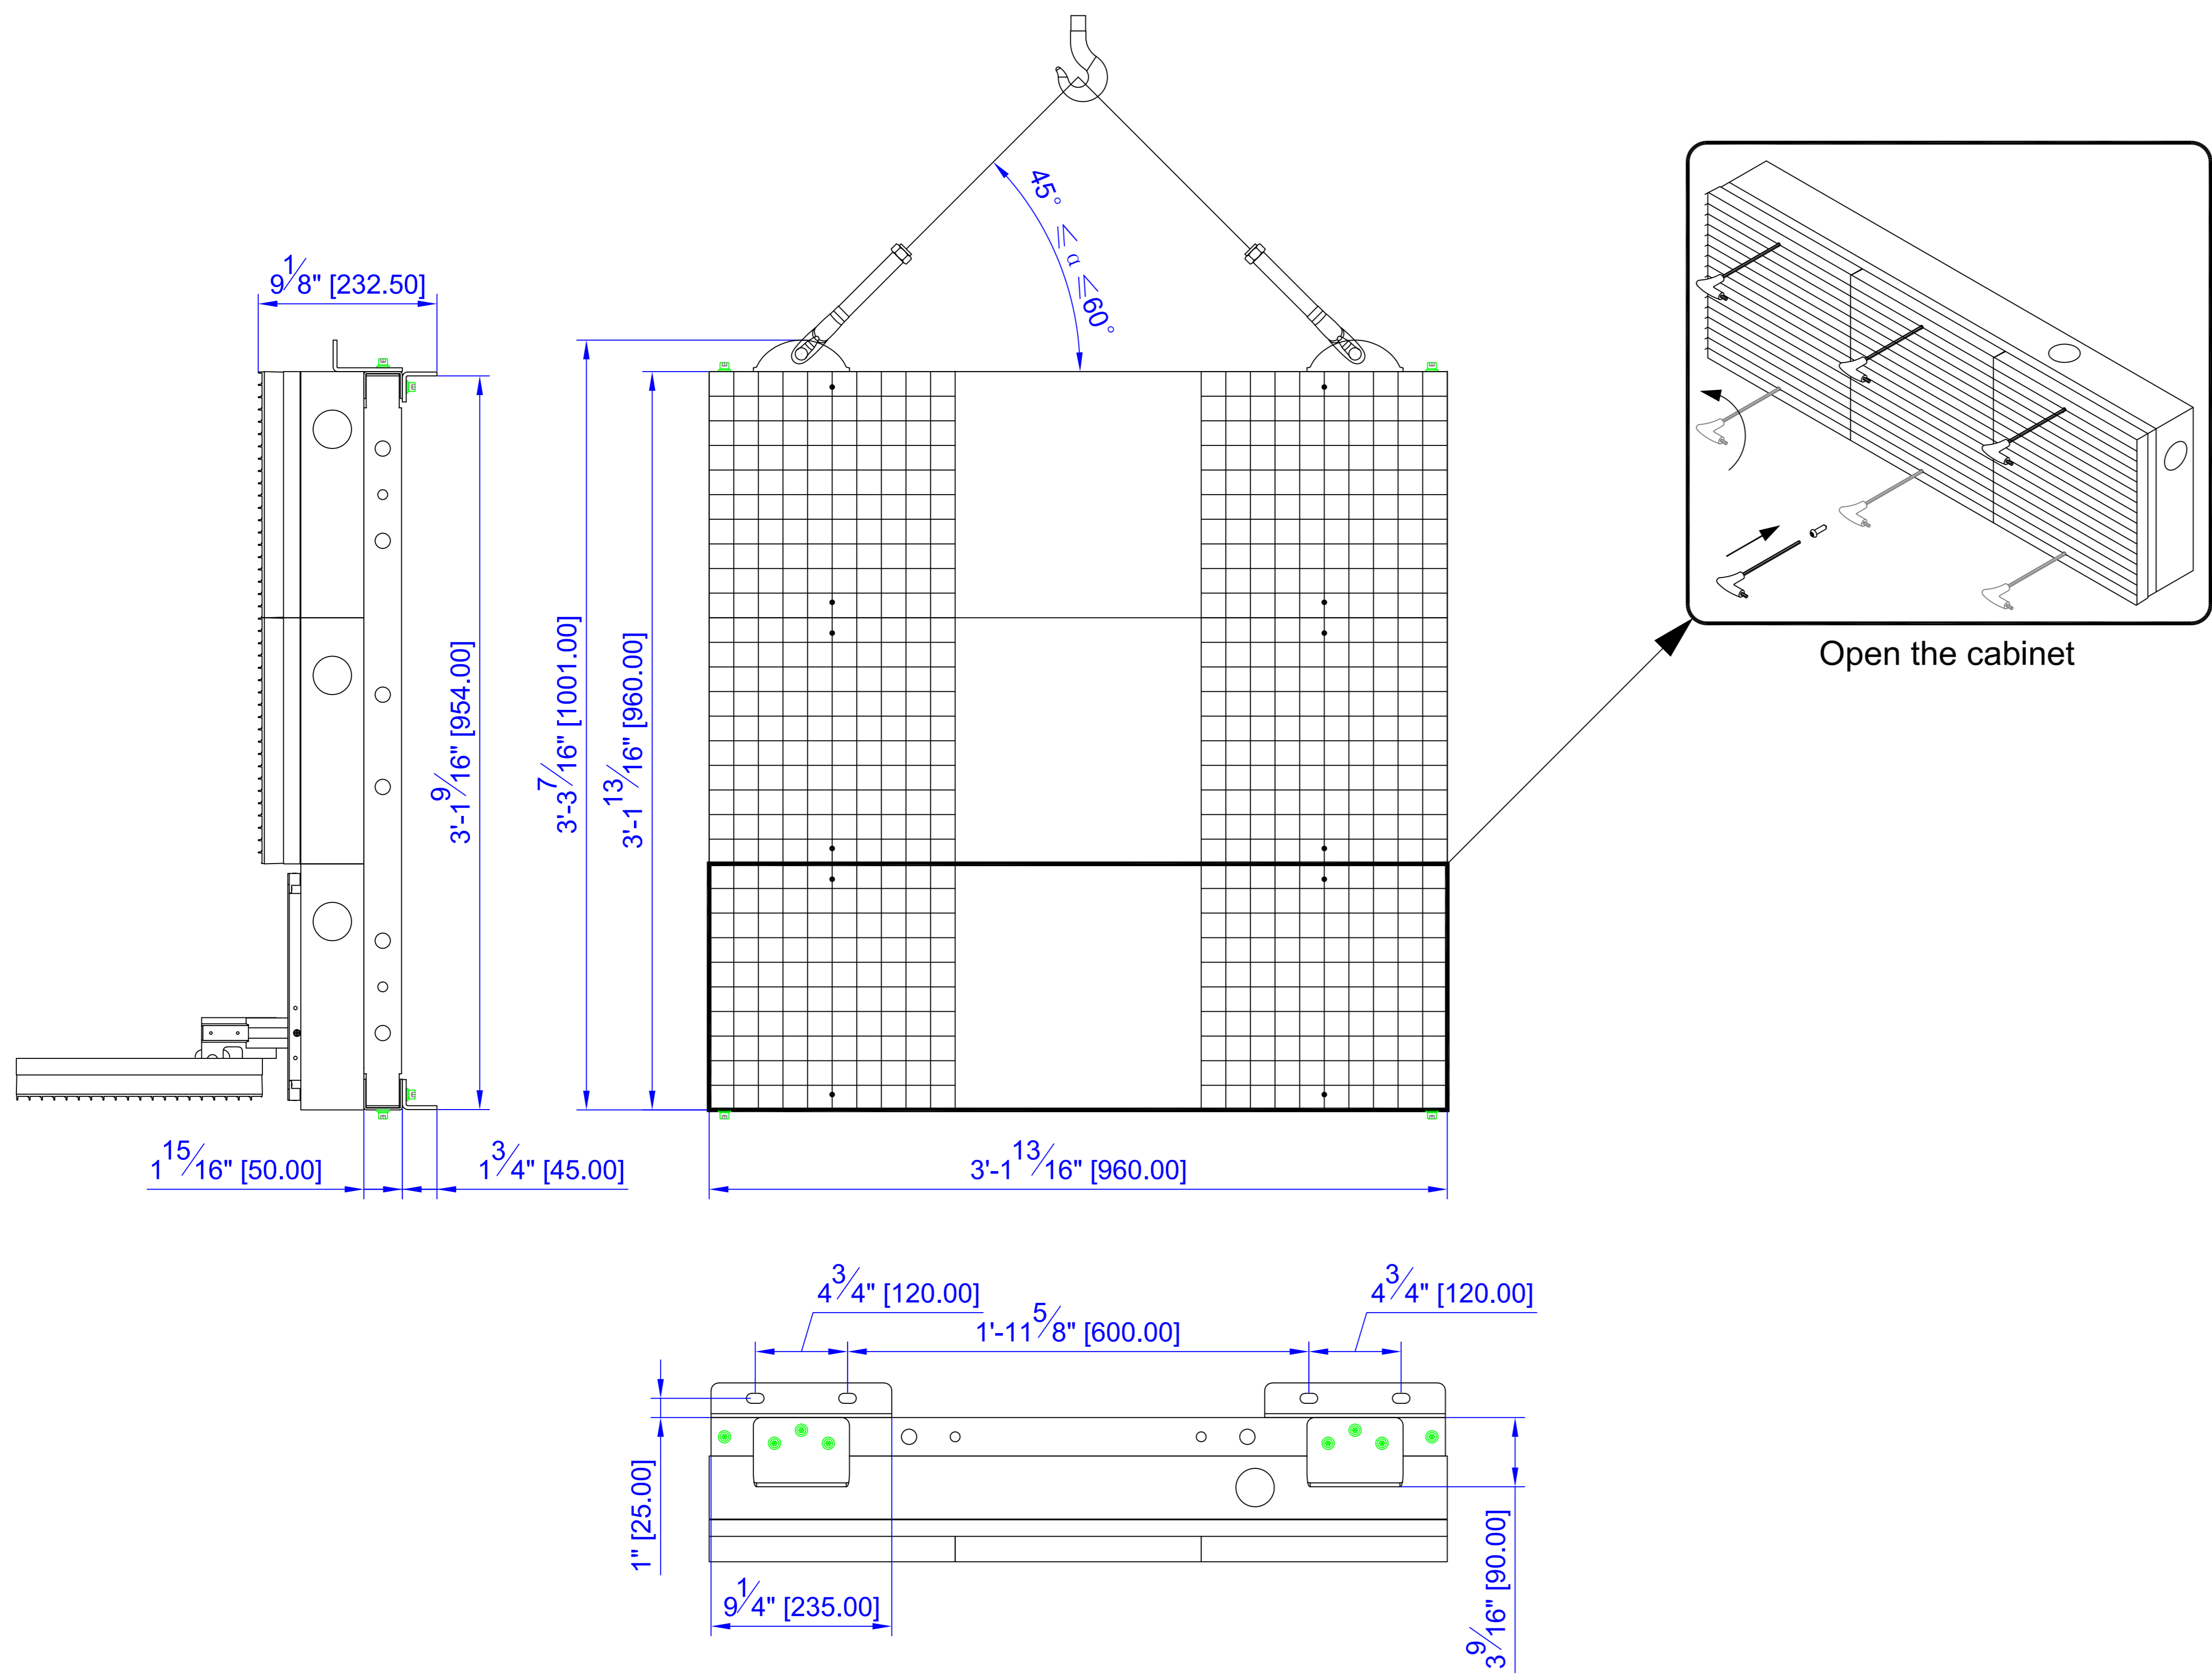 45° ≤ α ≤60°
9 1/8" [232.50]
Open the cabinet
3'-1 9/16" [954.00]
3'-3 7/16" [1001.00]
3'-1 13/16" [960.00]
1 15/16" [50.00]
1 3/4" [45.00]
3'-1 13/16" [960.00]
4 3/4" [120.00]
1'-11 5/8" [600.00]
4 3/4" [120.00]
1" [25.00]
9 1/4" [235.00]
3 9/16" [90.00]